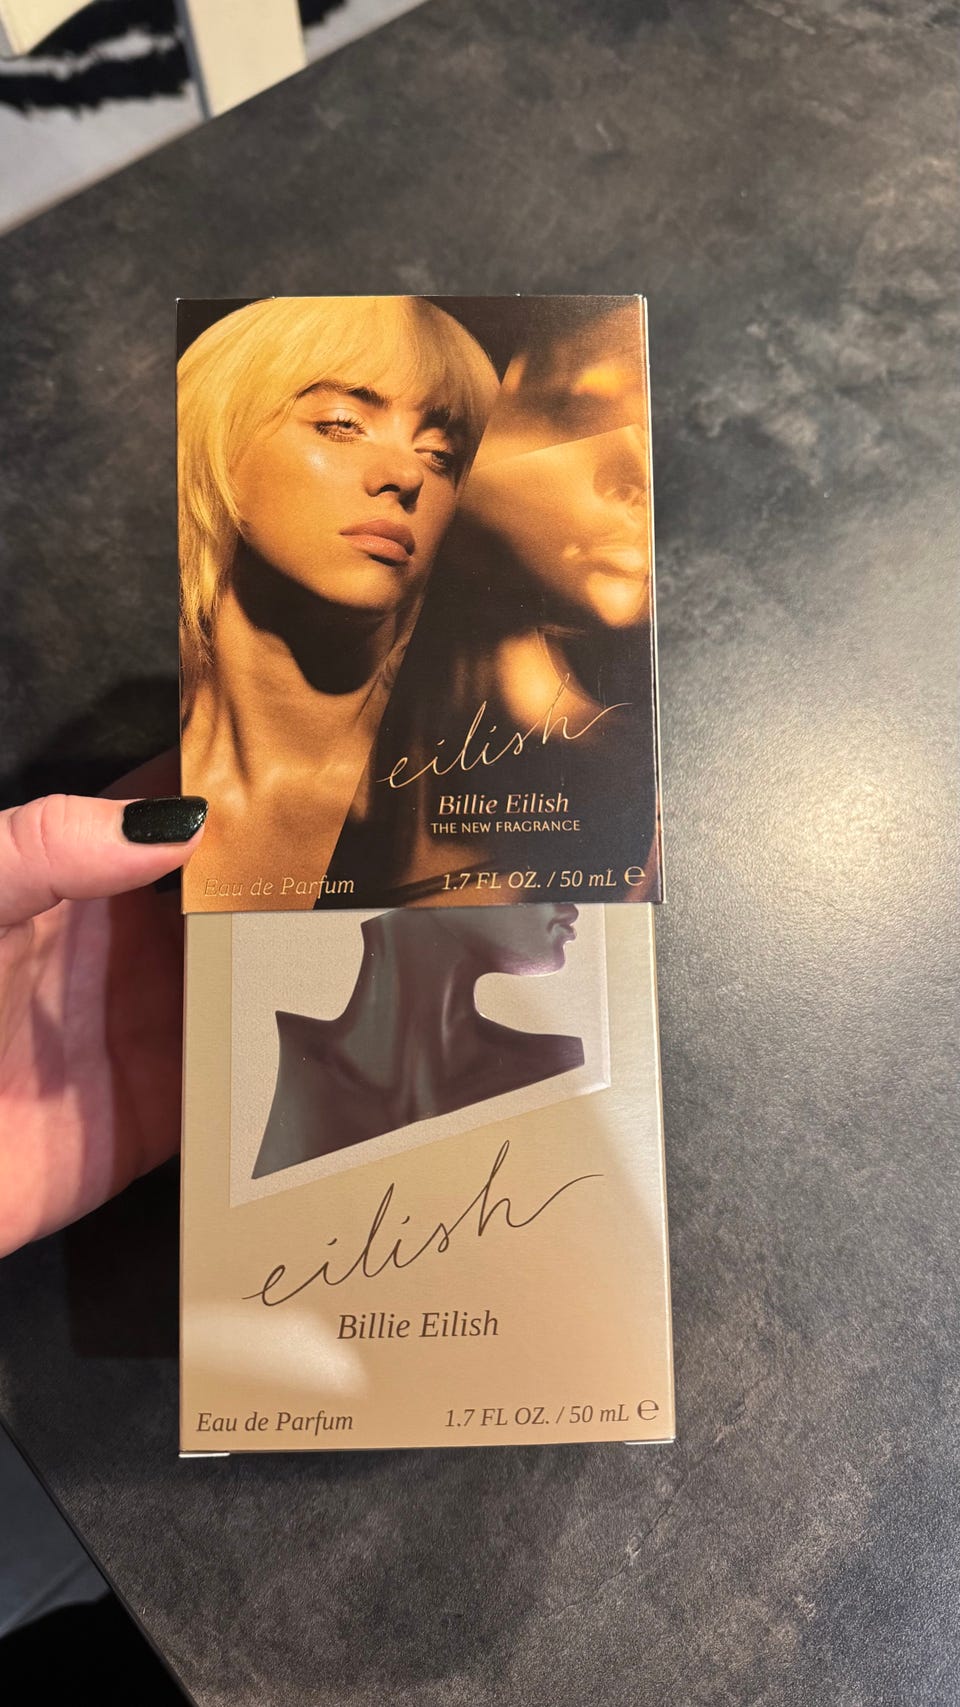 eilish
Billie Eilish
THE NEW FRAGRANCE
Eau de Parfum
1.7 FL OZ. / 50 mL ℮
eilish
Billie Eilish
Eau de Parfum
1.7 FL OZ. / 50 mL ℮